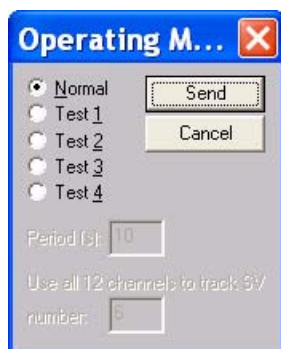 Operating M...
Normal
Send
Test 1
Cancel
Test 2
Test 3
Test 4
Period (s): 10
Use all 12 channels to track SV
number: 6